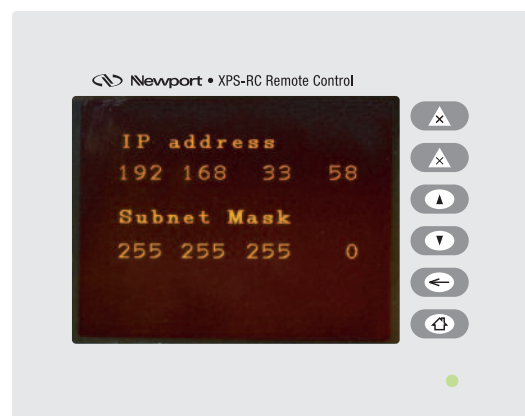 Newport • XPS-RC Remote Control
IP address
192 168 33 58
Subnet Mask
255 255 255 0